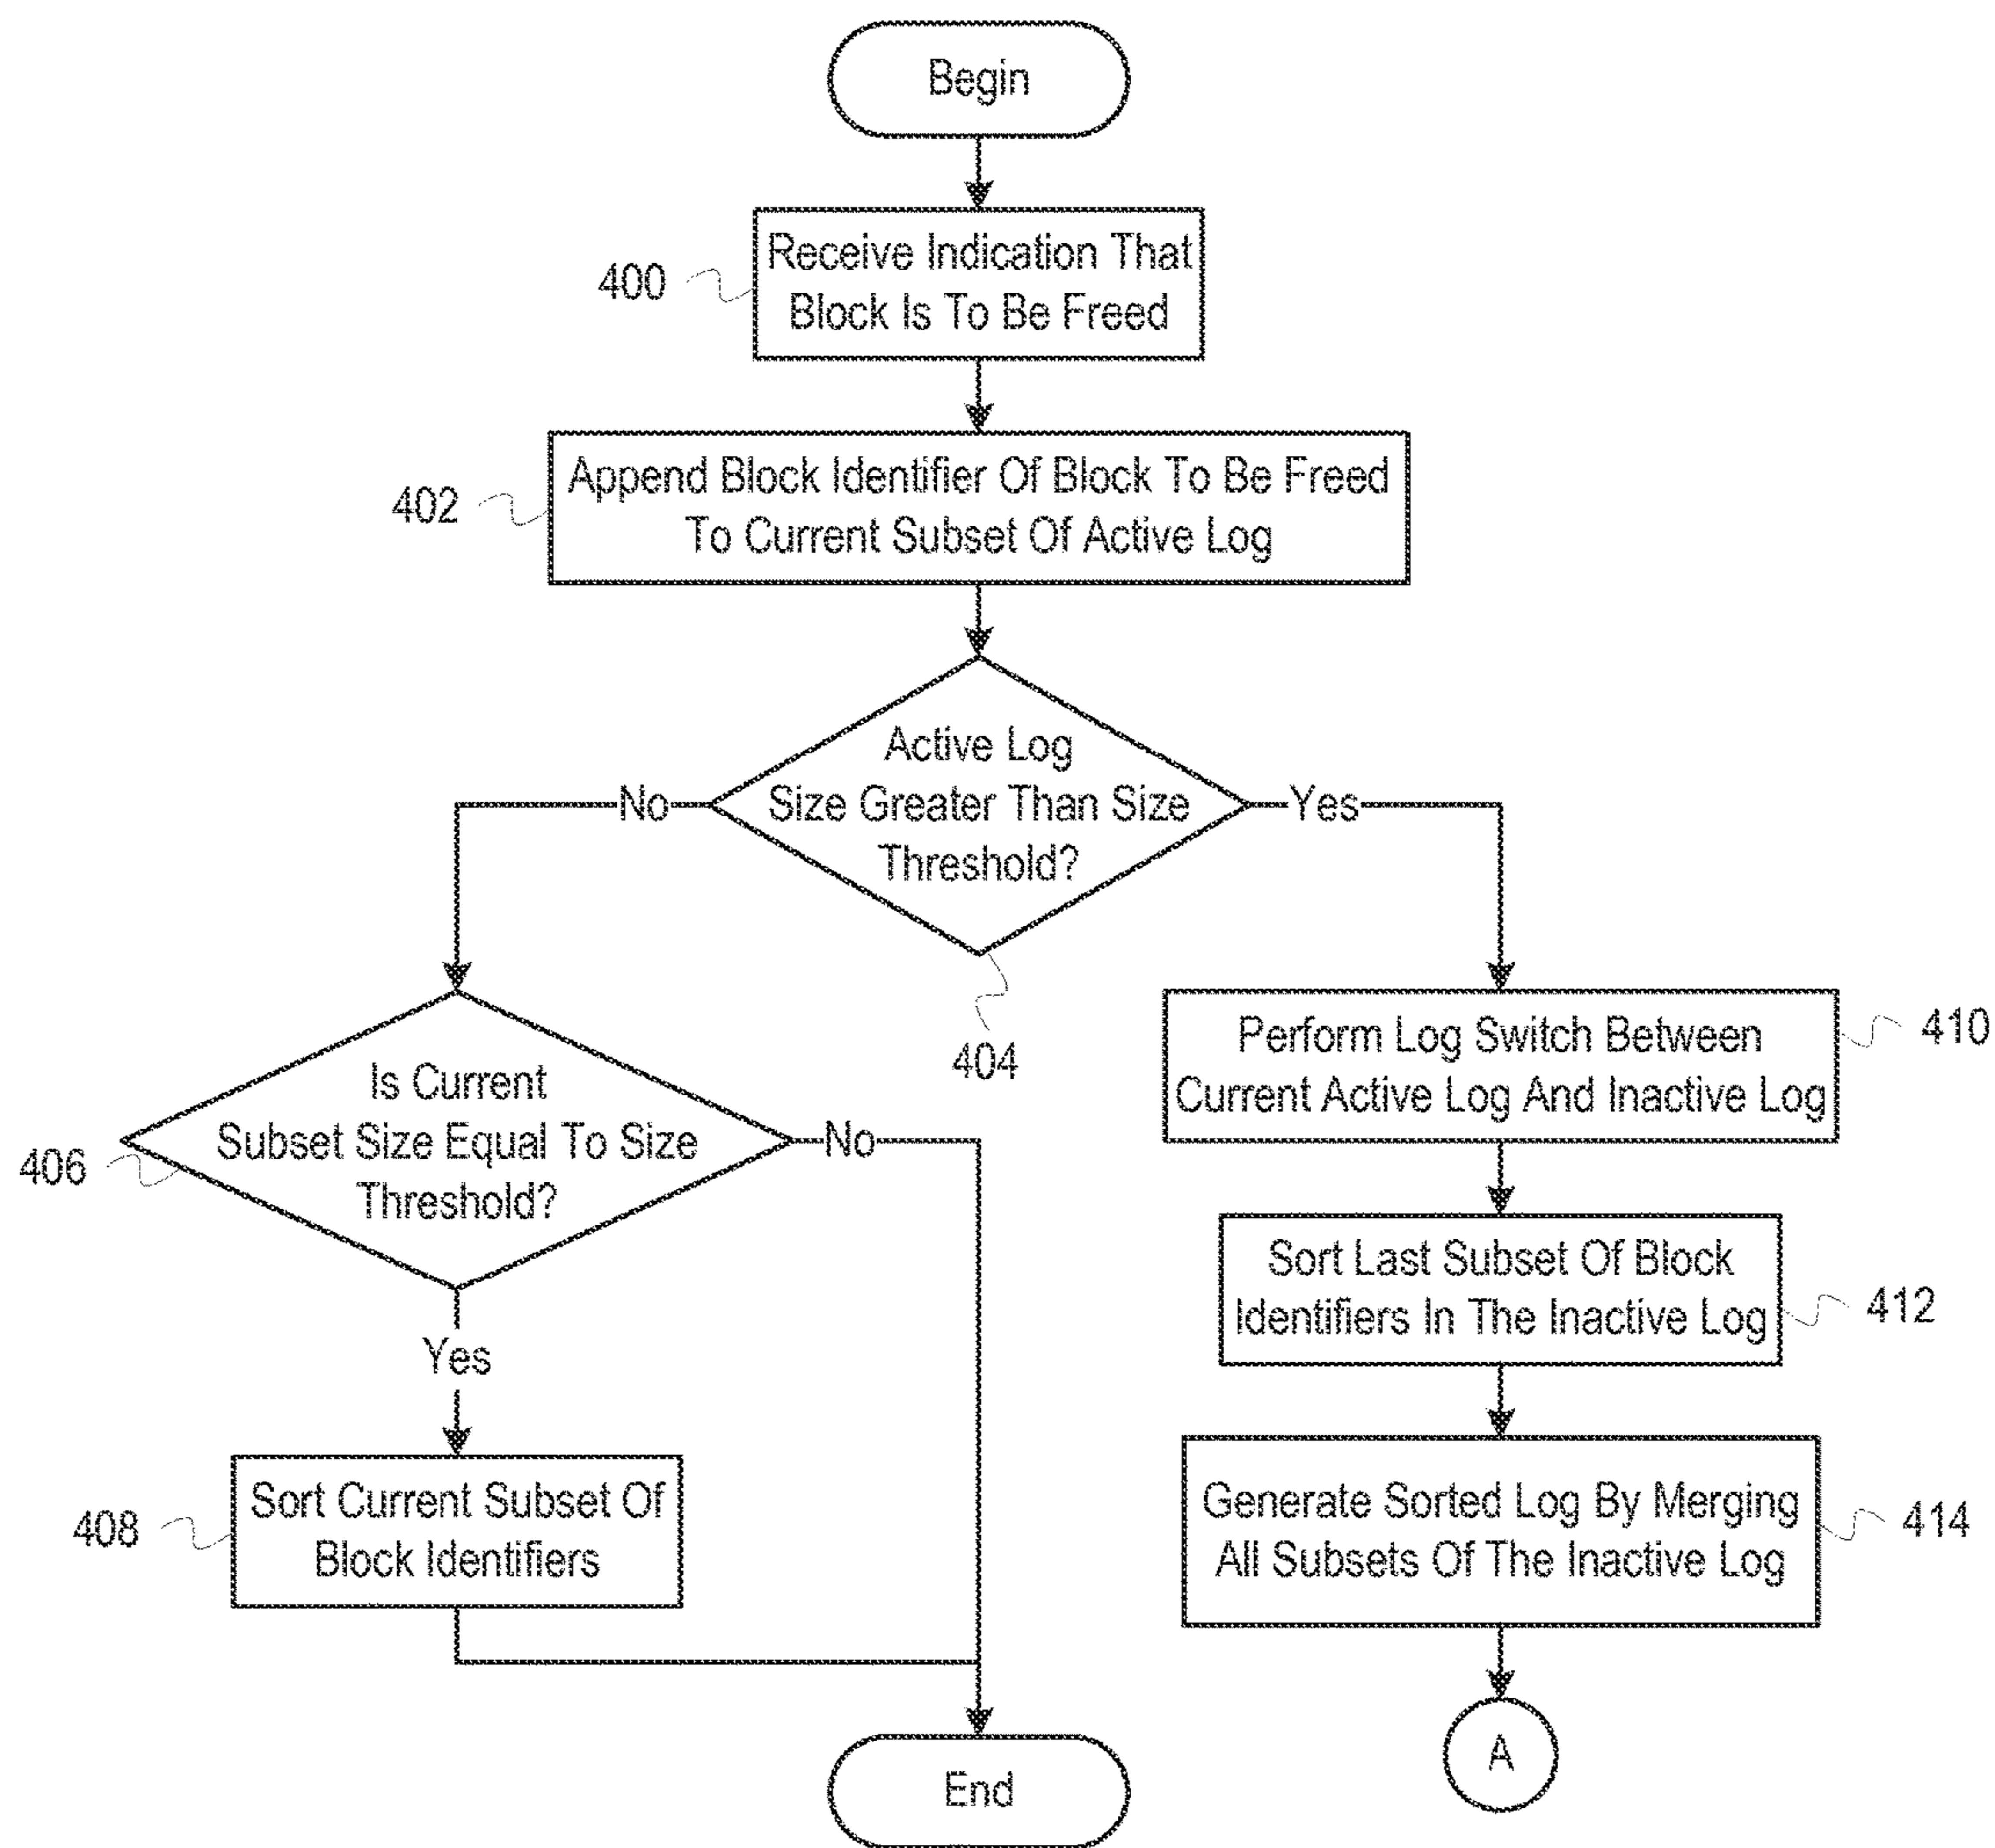 Begin
400
Receive Indication That
Block Is To Be Freed
402
Append Block Identifier Of Block To Be Freed
To Current Subset Of Active Log
Active Log
Size Greater Than Size
Threshold?
No
Yes
404
406
Is Current
Subset Size Equal To Size
Threshold?
No
Yes
408
Sort Current Subset Of
Block Identifiers
End
Perform Log Switch Between
Current Active Log And Inactive Log
410
Sort Last Subset Of Block
Identifiers In The Inactive Log
412
Generate Sorted Log By Merging
All Subsets Of The Inactive Log
414
A